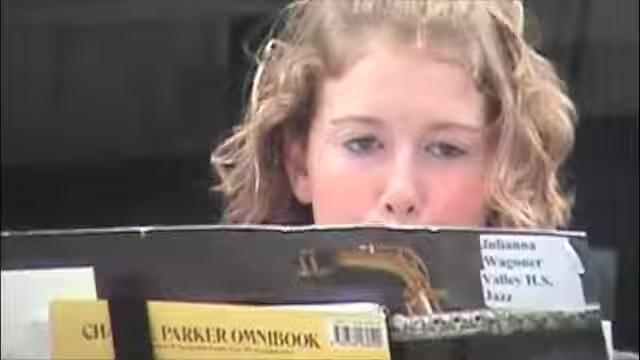 Julianna
Wagoner
Valley H.S.
Jazz
PARKER OMNIBOOK